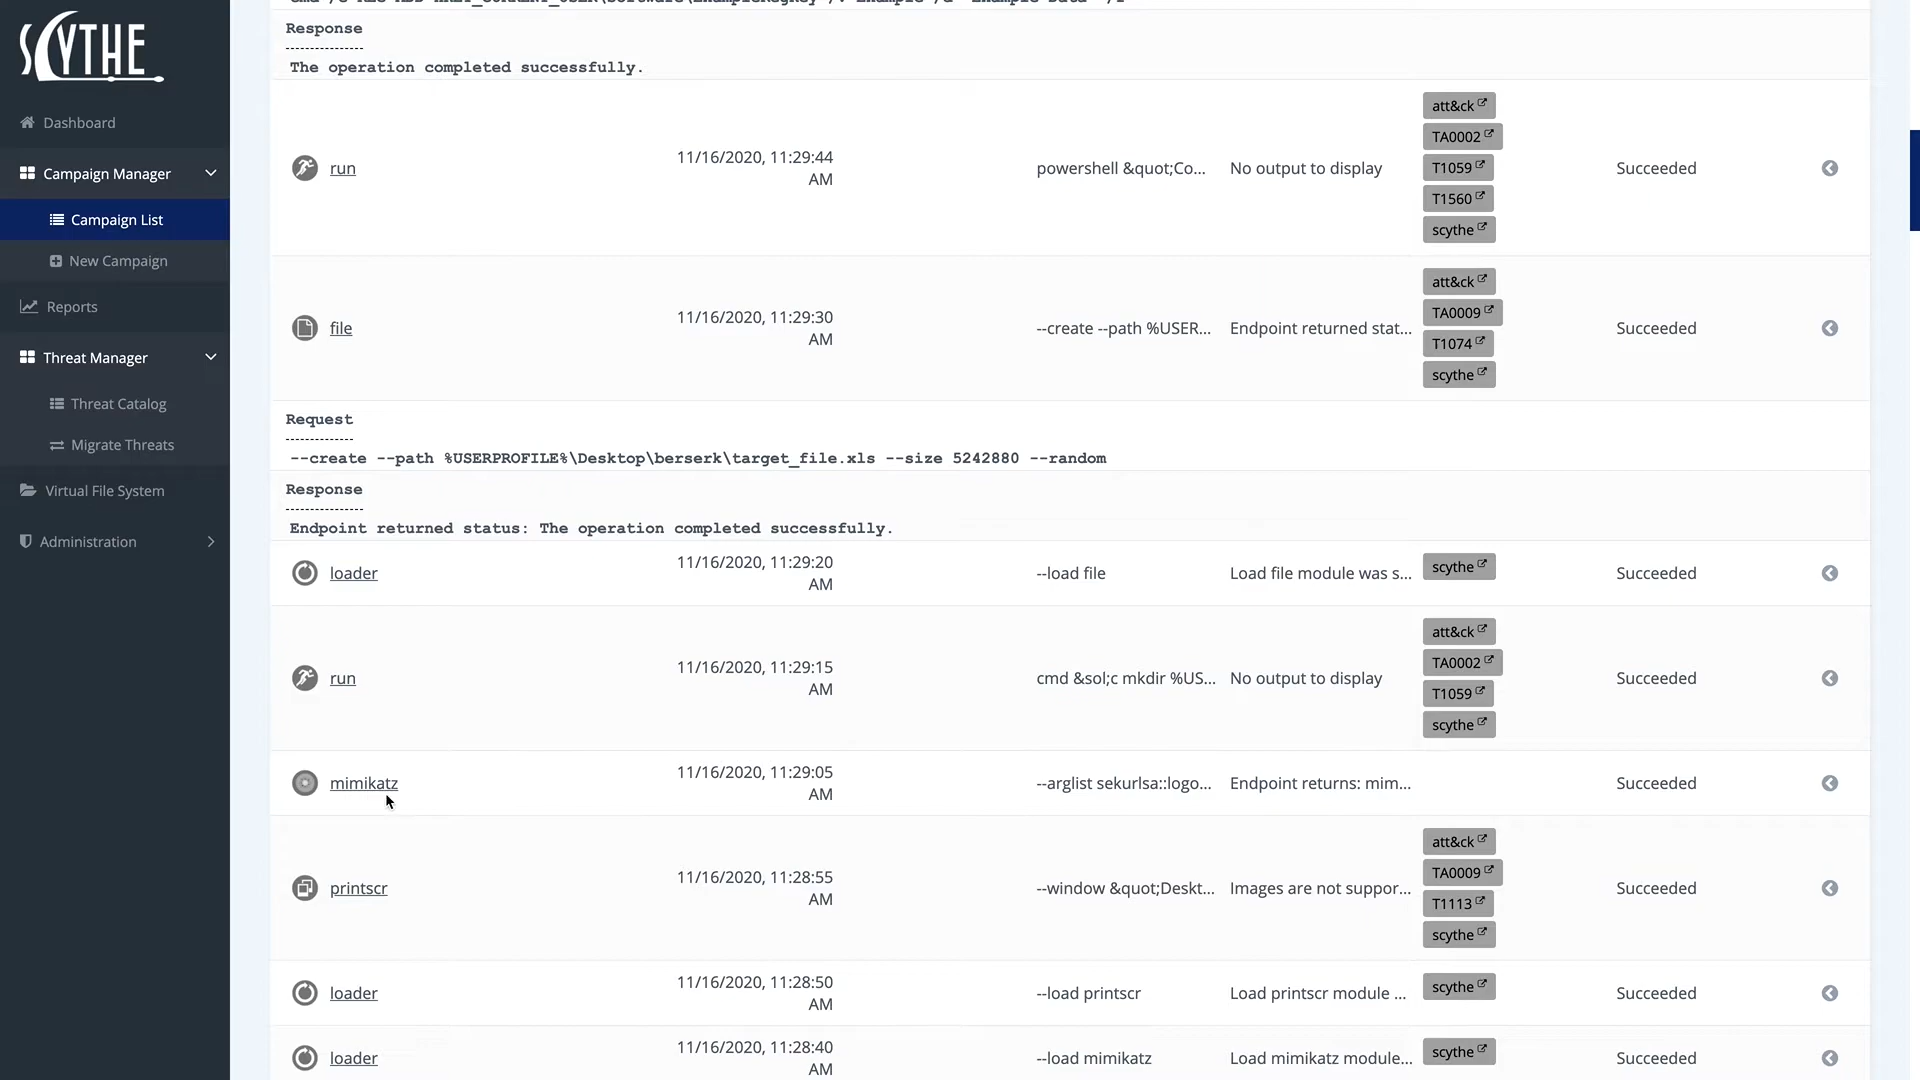 SCYTHE
Dashboard
Campaign Manager
Campaign List
New Campaign
Reports
Threat Manager
Threat Catalog
Migrate Threats
Virtual File System
Administration
Response
The operation completed successfully.
run
11/16/2020, 11:29:44
AM
powershell &quot;Co...
No output to display
att&ck
TA0002
T1059
T1560
scythe
Succeeded
file
11/16/2020, 11:29:30
AM
--create --path %USER...
Endpoint returned stat...
att&ck
TA0009
T1074
scythe
Succeeded
Request
--create --path %USERPROFILE%\Desktop\berserk\target_file.xls --size 5242880 --random
Response
Endpoint returned status: The operation completed successfully.
loader
11/16/2020, 11:29:20
AM
--load file
Load file module was s...
scythe
Succeeded
run
11/16/2020, 11:29:15
AM
cmd &sol;c mkdir %US...
No output to display
att&ck
TA0002
T1059
scythe
Succeeded
mimikatz
11/16/2020, 11:29:05
AM
--arglist sekurlsa::logo...
Endpoint returns: mim...
Succeeded
printscr
11/16/2020, 11:28:55
AM
--window &quot;Deskt...
Images are not suppor...
att&ck
TA0009
T1113
scythe
Succeeded
loader
11/16/2020, 11:28:50
AM
--load printscr
Load printscr module ...
scythe
Succeeded
loader
11/16/2020, 11:28:40
AM
--load mimikatz
Load mimikatz module...
scythe
Succeeded